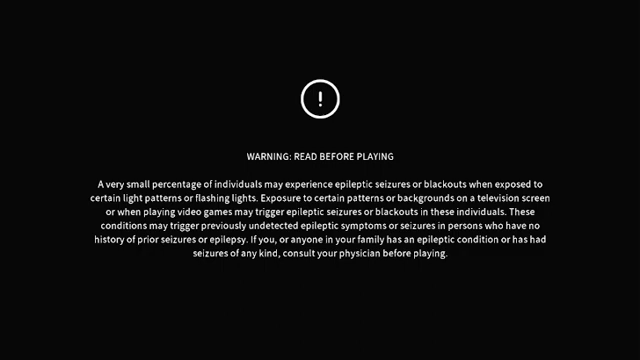 !
WARNING: READ BEFORE PLAYING
A very small percentage of individuals may experience epileptic seizures or blackouts when exposed to
certain light patterns or flashing lights. Exposure to certain patterns or backgrounds on a television screen
or when playing video games may trigger epileptic seizures or blackouts in these individuals. These
conditions may trigger previously undetected epileptic symptoms or seizures in persons who have no
history of prior seizures or epilepsy. If you, or anyone in your family has an epileptic condition or has had
seizures of any kind, consult your physician before playing.